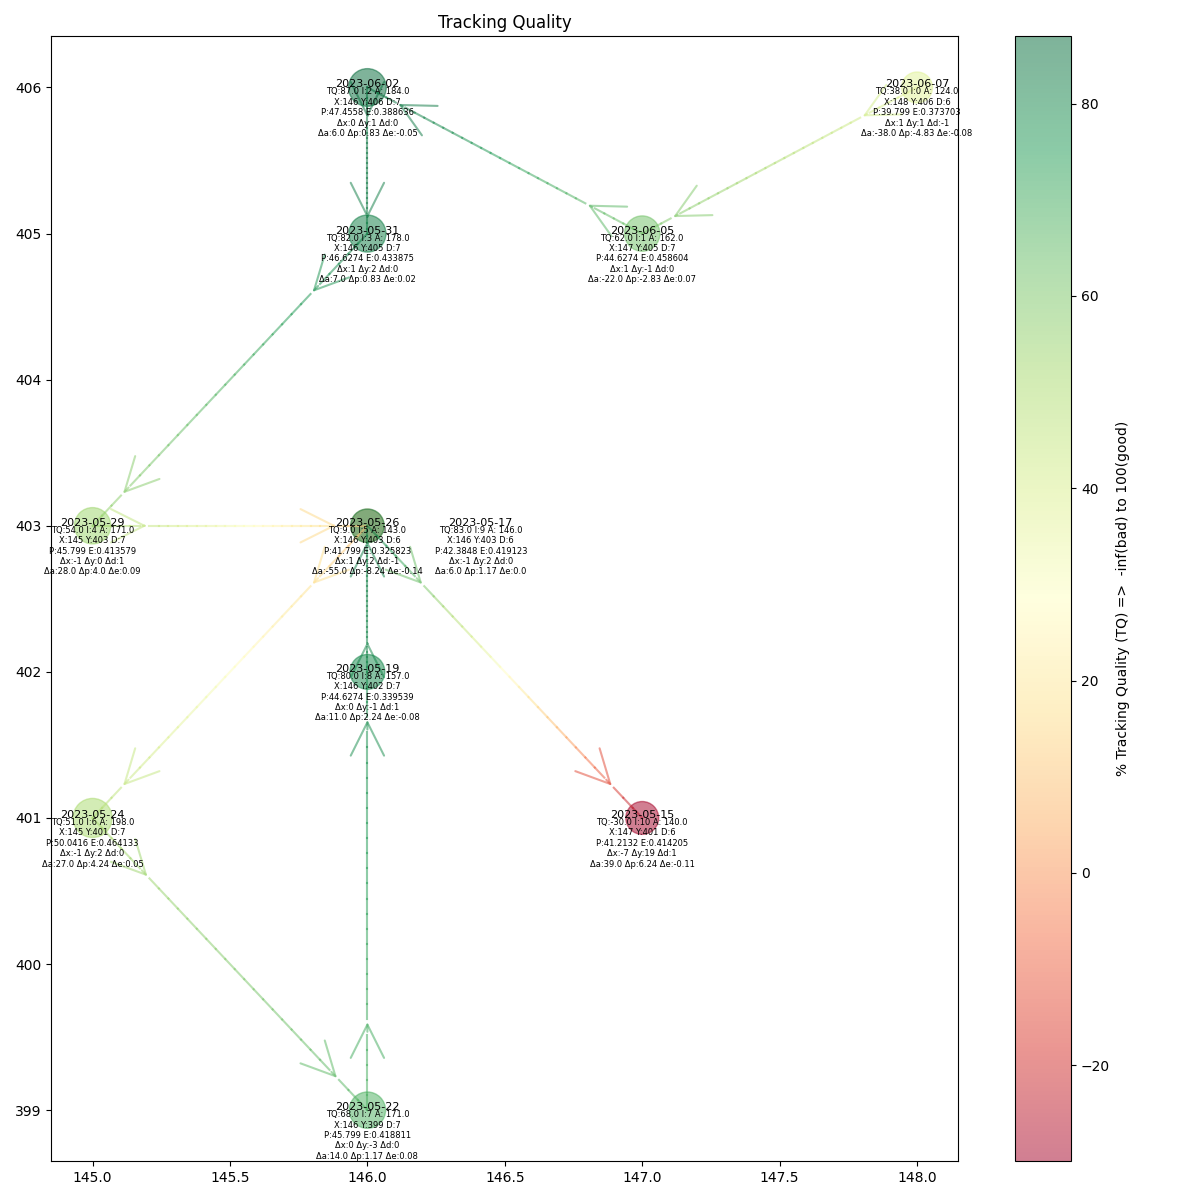 Tracking Quality
406
405
404
403
402
401
400
399
145.0
145.5
146.0
146.5
147.0
147.5
148.0
2023-06-02
TQ:87.0 I:2 A: 184.0
X:146 Y:406 D:7
P:47.4558 E:0.388636
Δx:0 Δy:1 Δd:0
Δa:6.0 Δp:0.83 Δe:-0.05
2023-06-07
TQ:38.0 I:0 A: 124.0
X:148 Y:406 D:6
P:39.799 E:0.373703
Δx:1 Δy:1 Δd:-1
Δa:-38.0 Δp:-4.83 Δe:-0.08
2023-05-31
TQ:82.0 I:3 A: 178.0
X:146 Y:405 D:7
P:46.6274 E:0.433875
Δx:1 Δy:2 Δd:0
Δa:7.0 Δp:0.83 Δe:0.02
2023-06-05
TQ:62.0 I:1 A: 162.0
X:147 Y:405 D:7
P:44.6274 E:0.458604
Δx:1 Δy:-1 Δd:0
Δa:-22.0 Δp:-2.83 Δe:0.07
2023-05-29
TQ:54.0 I:4 A: 171.0
X:145 Y:403 D:7
P:45.799 E:0.413579
Δx:-1 Δy:0 Δd:1
Δa:28.0 Δp:4.0 Δe:0.09
2023-05-26
TQ:9.0 I:5 A: 143.0
X:146 Y:403 D:6
P:41.799 E:0.325823
Δx:1 Δy:2 Δd:-1
Δa:-55.0 Δp:-8.24 Δe:-0.14
2023-05-17
TQ:83.0 I:9 A: 146.0
X:146 Y:403 D:6
P:42.3848 E:0.419123
Δx:-1 Δy:2 Δd:0
Δa:6.0 Δp:1.17 Δe:0.0
2023-05-19
TQ:80.0 I:8 A: 157.0
X:146 Y:402 D:7
P:44.6274 E:0.339539
Δx:0 Δy:-1 Δd:1
Δa:11.0 Δp:2.24 Δe:-0.08
2023-05-24
TQ:51.0 I:6 A: 198.0
X:145 Y:401 D:7
P:50.0416 E:0.464133
Δx:-1 Δy:2 Δd:0
Δa:27.0 Δp:4.24 Δe:0.05
2023-05-15
TQ:-30.0 I:10 A: 140.0
X:147 Y:401 D:6
P:41.2132 E:0.414205
Δx:-7 Δy:19 Δd:1
Δa:39.0 Δp:6.24 Δe:-0.11
2023-05-22
TQ:68.0 I:7 A: 171.0
X:146 Y:399 D:7
P:45.799 E:0.418811
Δx:0 Δy:-3 Δd:0
Δa:14.0 Δp:1.17 Δe:0.08
80
60
40
20
0
−20
% Tracking Quality (TQ) => -inf(bad) to 100(good)